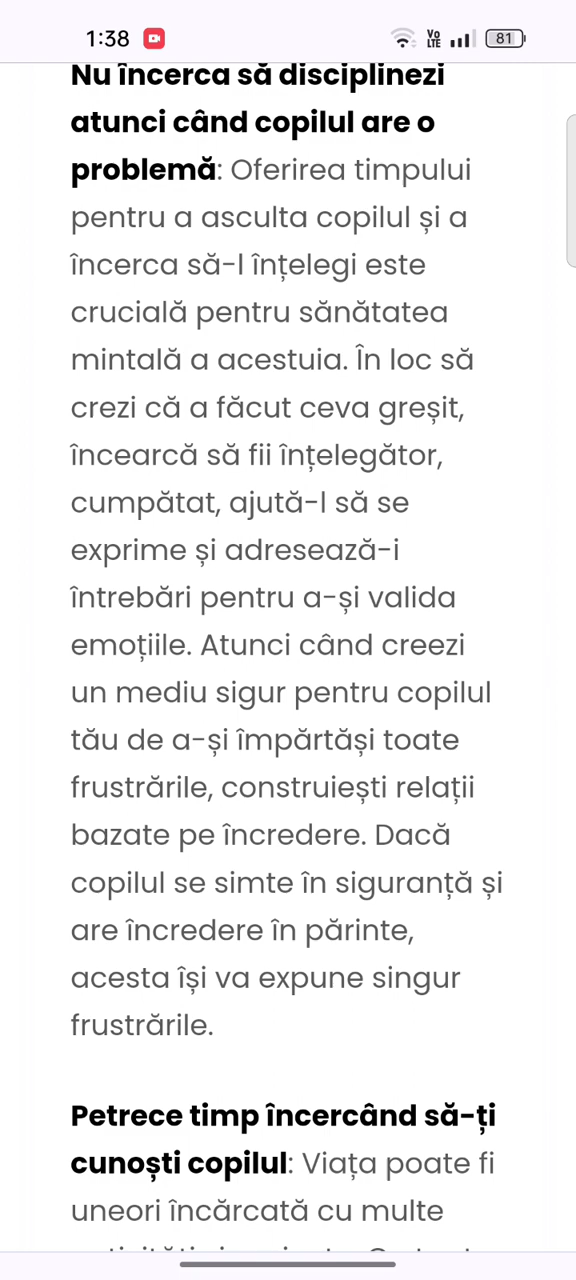 1:38
Vo
LTE
81
Nu încerca să disciplinezi
atunci când copilul are o
problemă: Oferirea timpului
pentru a asculta copilul și a
încerca să-l înțelegi este
crucială pentru sănătatea
mintală a acestuia. În loc să
crezi că a făcut ceva greșit,
încearcă să fii înțelegător,
cumpătat, ajută-l să se
exprime și adresează-i
întrebări pentru a-și valida
emoțiile. Atunci când creezi
un mediu sigur pentru copilul
tău de a-și împărtăși toate
frustrările, construiești relații
bazate pe încredere. Dacă
copilul se simte în siguranță și
are încredere în părinte,
acesta își va expune singur
frustrările.
Petrece timp încercând să-ți
cunoști copilul: Viața poate fi
uneori încărcată cu multe